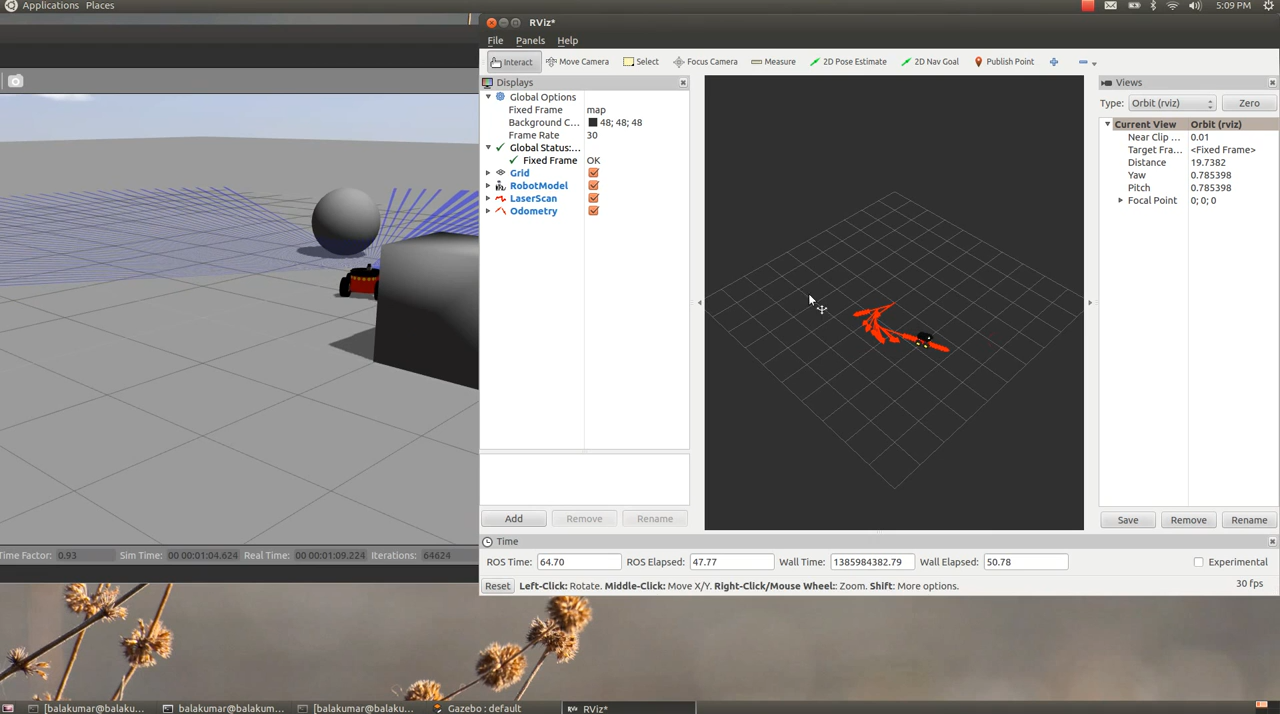 Applications Places 5:09 PM
RViz*
File Panels Help
Interact Move Camera Select Focus Camera Measure 2D Pose Estimate 2D Nav Goal Publish Point
Displays
Global Options
Fixed Frame map
Background C... 48; 48; 48
Frame Rate 30
Global Status:...
Fixed Frame OK
Grid
RobotModel
LaserScan
Odometry
Add Remove Rename
Views
Type: Orbit (rviz) Zero
Current View Orbit (rviz)
Near Clip ... 0.01
Target Fra... <Fixed Frame>
Distance 19.7382
Yaw 0.785398
Pitch 0.785398
Focal Point 0; 0; 0
Save Remove Rename
Time Factor: 0.93 Sim Time: 00 00:01:04.624 Real Time: 00 00:01:09.224 Iterations: 64624
Time
ROS Time: 64.70 ROS Elapsed: 47.77 Wall Time: 1385984382.79 Wall Elapsed: 50.78 Experimental
Reset Left-Click: Rotate. Middle-Click: Move X/Y. Right-Click/Mouse Wheel:: Zoom. Shift: More options. 30 fps
[balakumar@balaku... balakumar@balakum... [balakumar@balaku... Gazebo : default RViz*